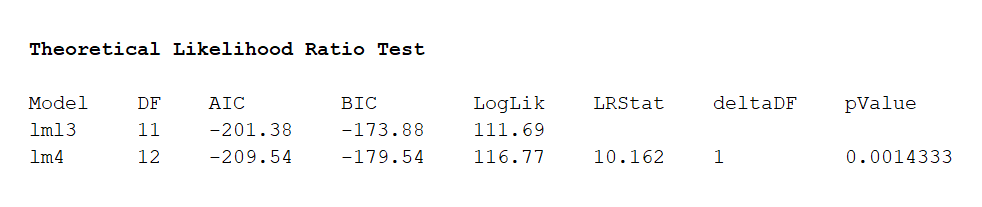 Theoretical Likelihood Ratio Test
Model DF AIC BIC LogLik LRStat deltaDF pValue
lml3 11 -201.38 -173.88 111.69
lm4 12 -209.54 -179.54 116.77 10.162 1 0.0014333